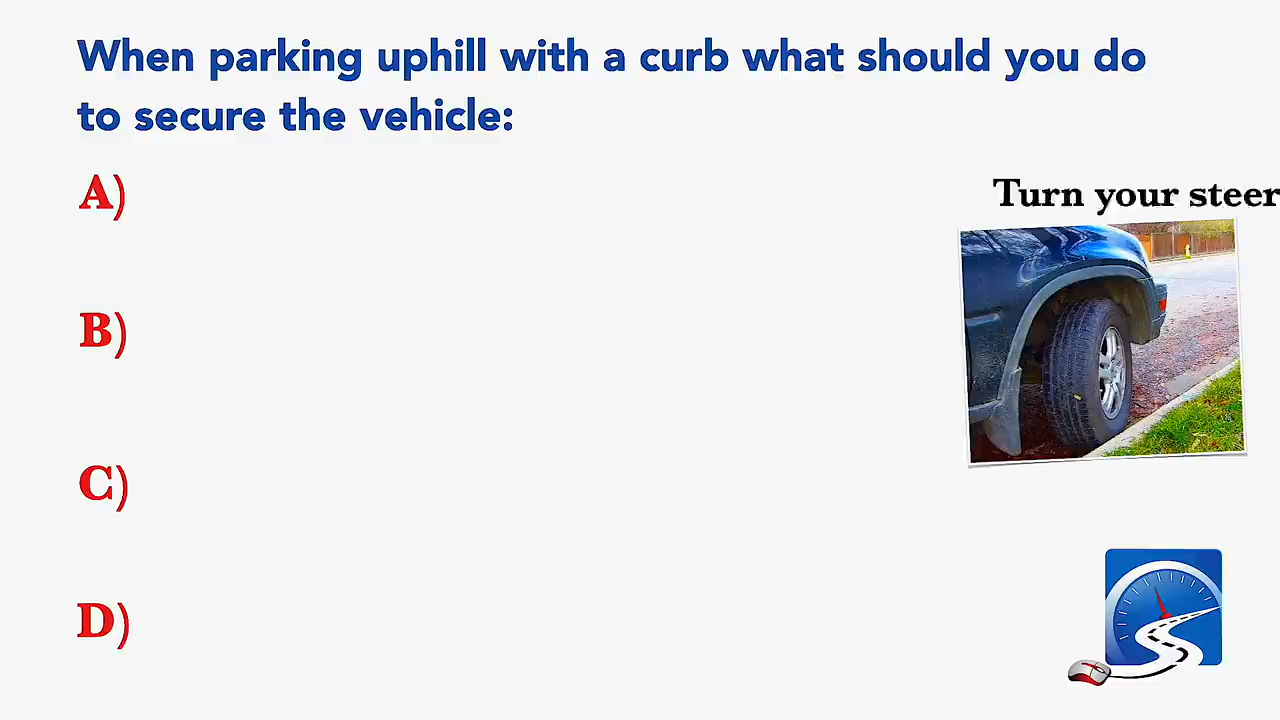 When parking uphill with a curb what should you do
to secure the vehicle:
A)
Turn your steer
B)
C)
D)